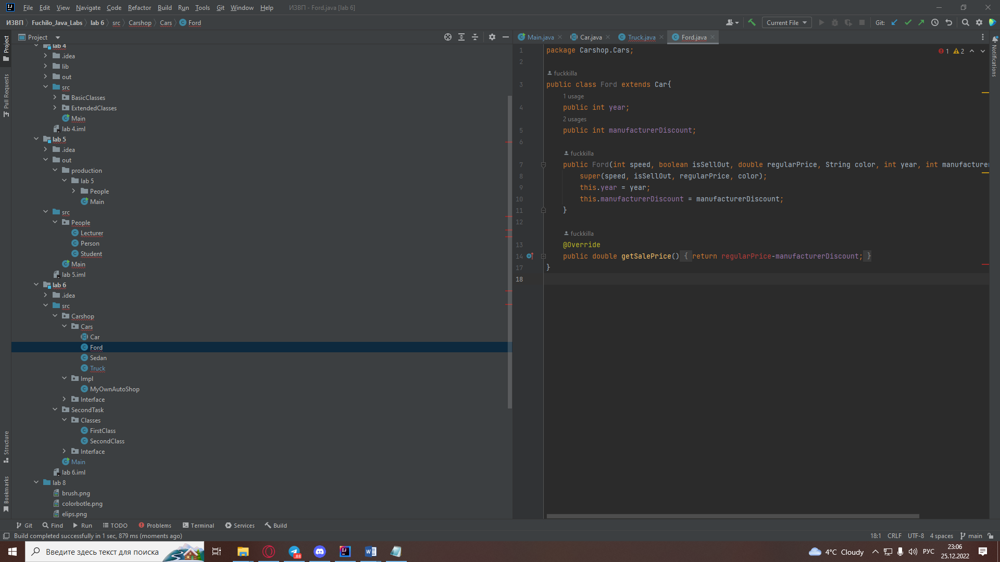 File Edit View Navigate Code Refactor Build Run Tools Git Window Help ИЗВП - Ford.java [lab 6]
ИЗВП Fuchilo_Java_Labs lab 6 src Carshop Cars Ford
Current File Git:
Project
Main.java Car.java Truck.java Ford.java
Project
Pull Requests
Structure
Bookmarks
Notifications
lab 4
.idea
lib
out
src
BasicClasses
ExtendedClasses
Main
lab 4.iml
lab 5
.idea
out
production
lab 5
People
Main
src
People
Lecturer
Person
Student
Main
lab 5.iml
lab 6
.idea
src
Carshop
Cars
Car
Ford
Sedan
Truck
Impl
MyOwnAutoShop
Interface
SecondTask
Classes
FirstClass
SecondClass
Interface
Main
lab 6.iml
lab 8
brush.png
colorbotle.png
elips.png
1 package Carshop.Cars;
1 2
2
fuckkilla
3 public class Ford extends Car{
1 usage
4 public int year;
2 usages
5 public int manufacturerDiscount;
6
fuckkilla
7 public Ford(int speed, boolean isSellOut, double regularPrice, String color, int year, int manufacturer
8 super(speed, isSellOut, regularPrice, color);
9 this.year = year;
10 this.manufacturerDiscount = manufacturerDiscount;
11 }
12
fuckkilla
13 @Override
14 public double getSalePrice() { return regularPrice-manufacturerDiscount; }
17 }
18
Git Find Run TODO Problems Terminal Services Build
Build completed successfully in 1 sec, 879 ms (moments ago)
18:1 CRLF UTF-8 4 spaces main
Введите здесь текст для поиска
.88
4°C Cloudy
РУС
23:06
25.12.2022